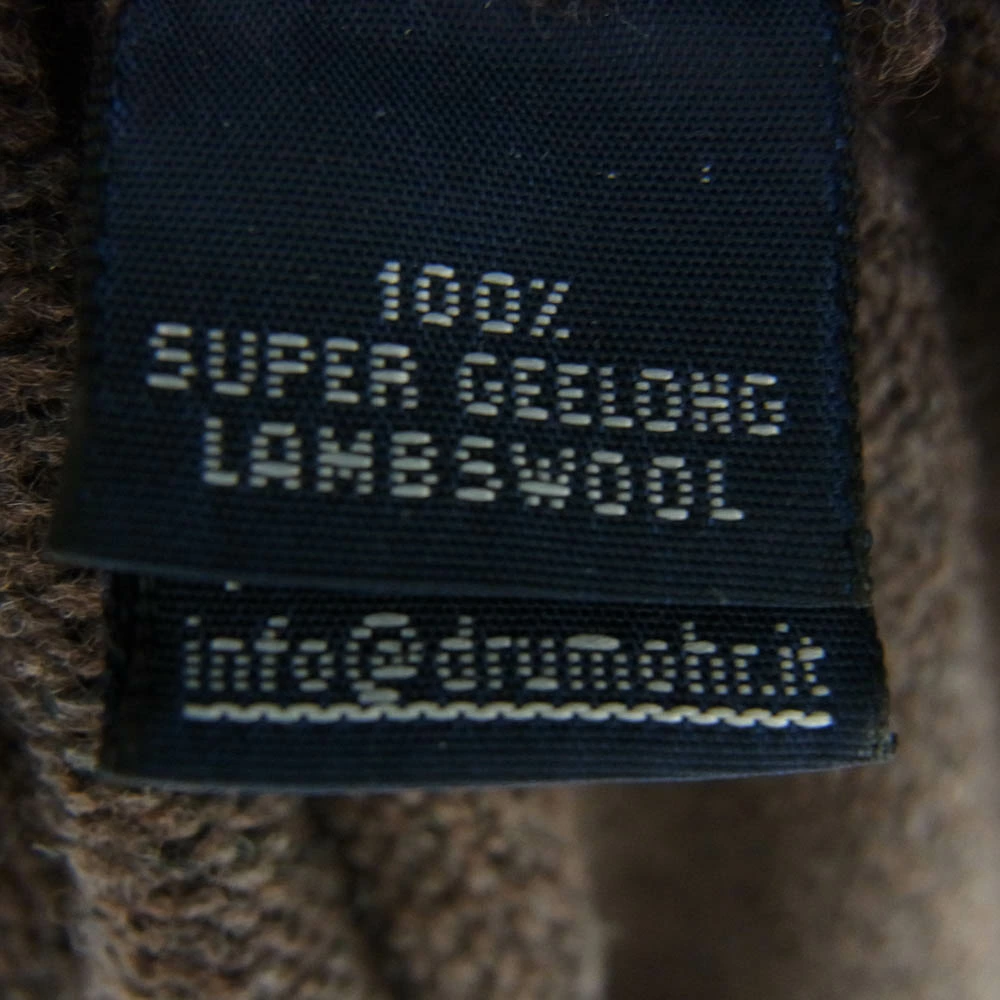 100%
SUPER GEELONG
LAMBSWOOL
info@drumohr.it